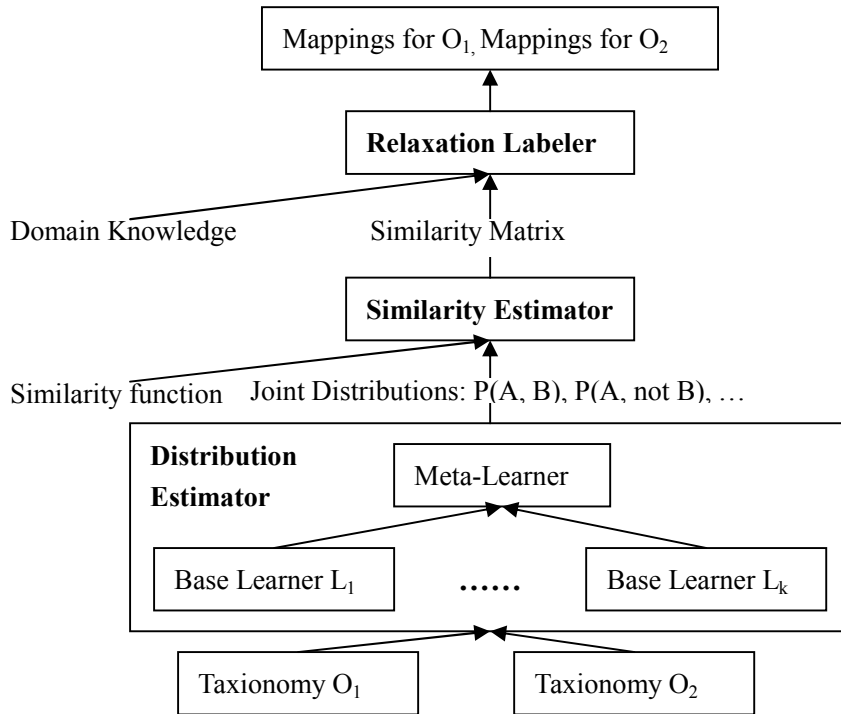 Mappings for O₁, Mappings for O₂
Relaxation Labeler
Domain Knowledge
Similarity Matrix
Similarity Estimator
Similarity function
Joint Distributions: P(A, B), P(A, not B), …
Distribution
Estimator
Meta-Learner
Base Learner L₁
……
Base Learner Lₖ
Taxionomy O₁
Taxionomy O₂